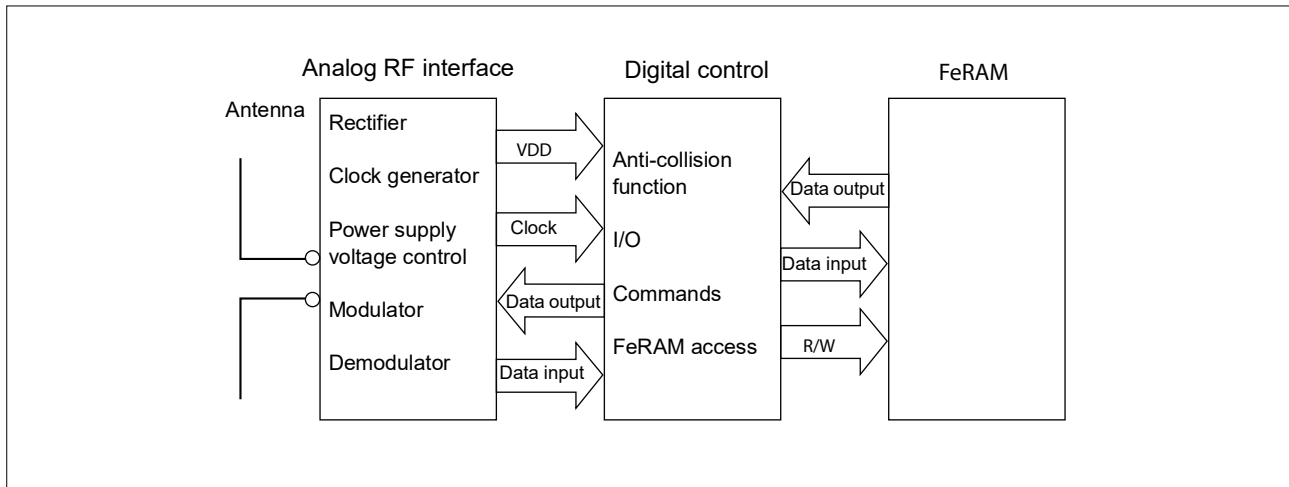 Analog RF interface
Digital control
FeRAM
Antenna
Rectifier
Clock generator
Power supply
voltage control
Modulator
Demodulator
VDD
Clock
Data output
Data input
Anti-collision
function
I/O
Commands
FeRAM access
Data output
Data input
R/W